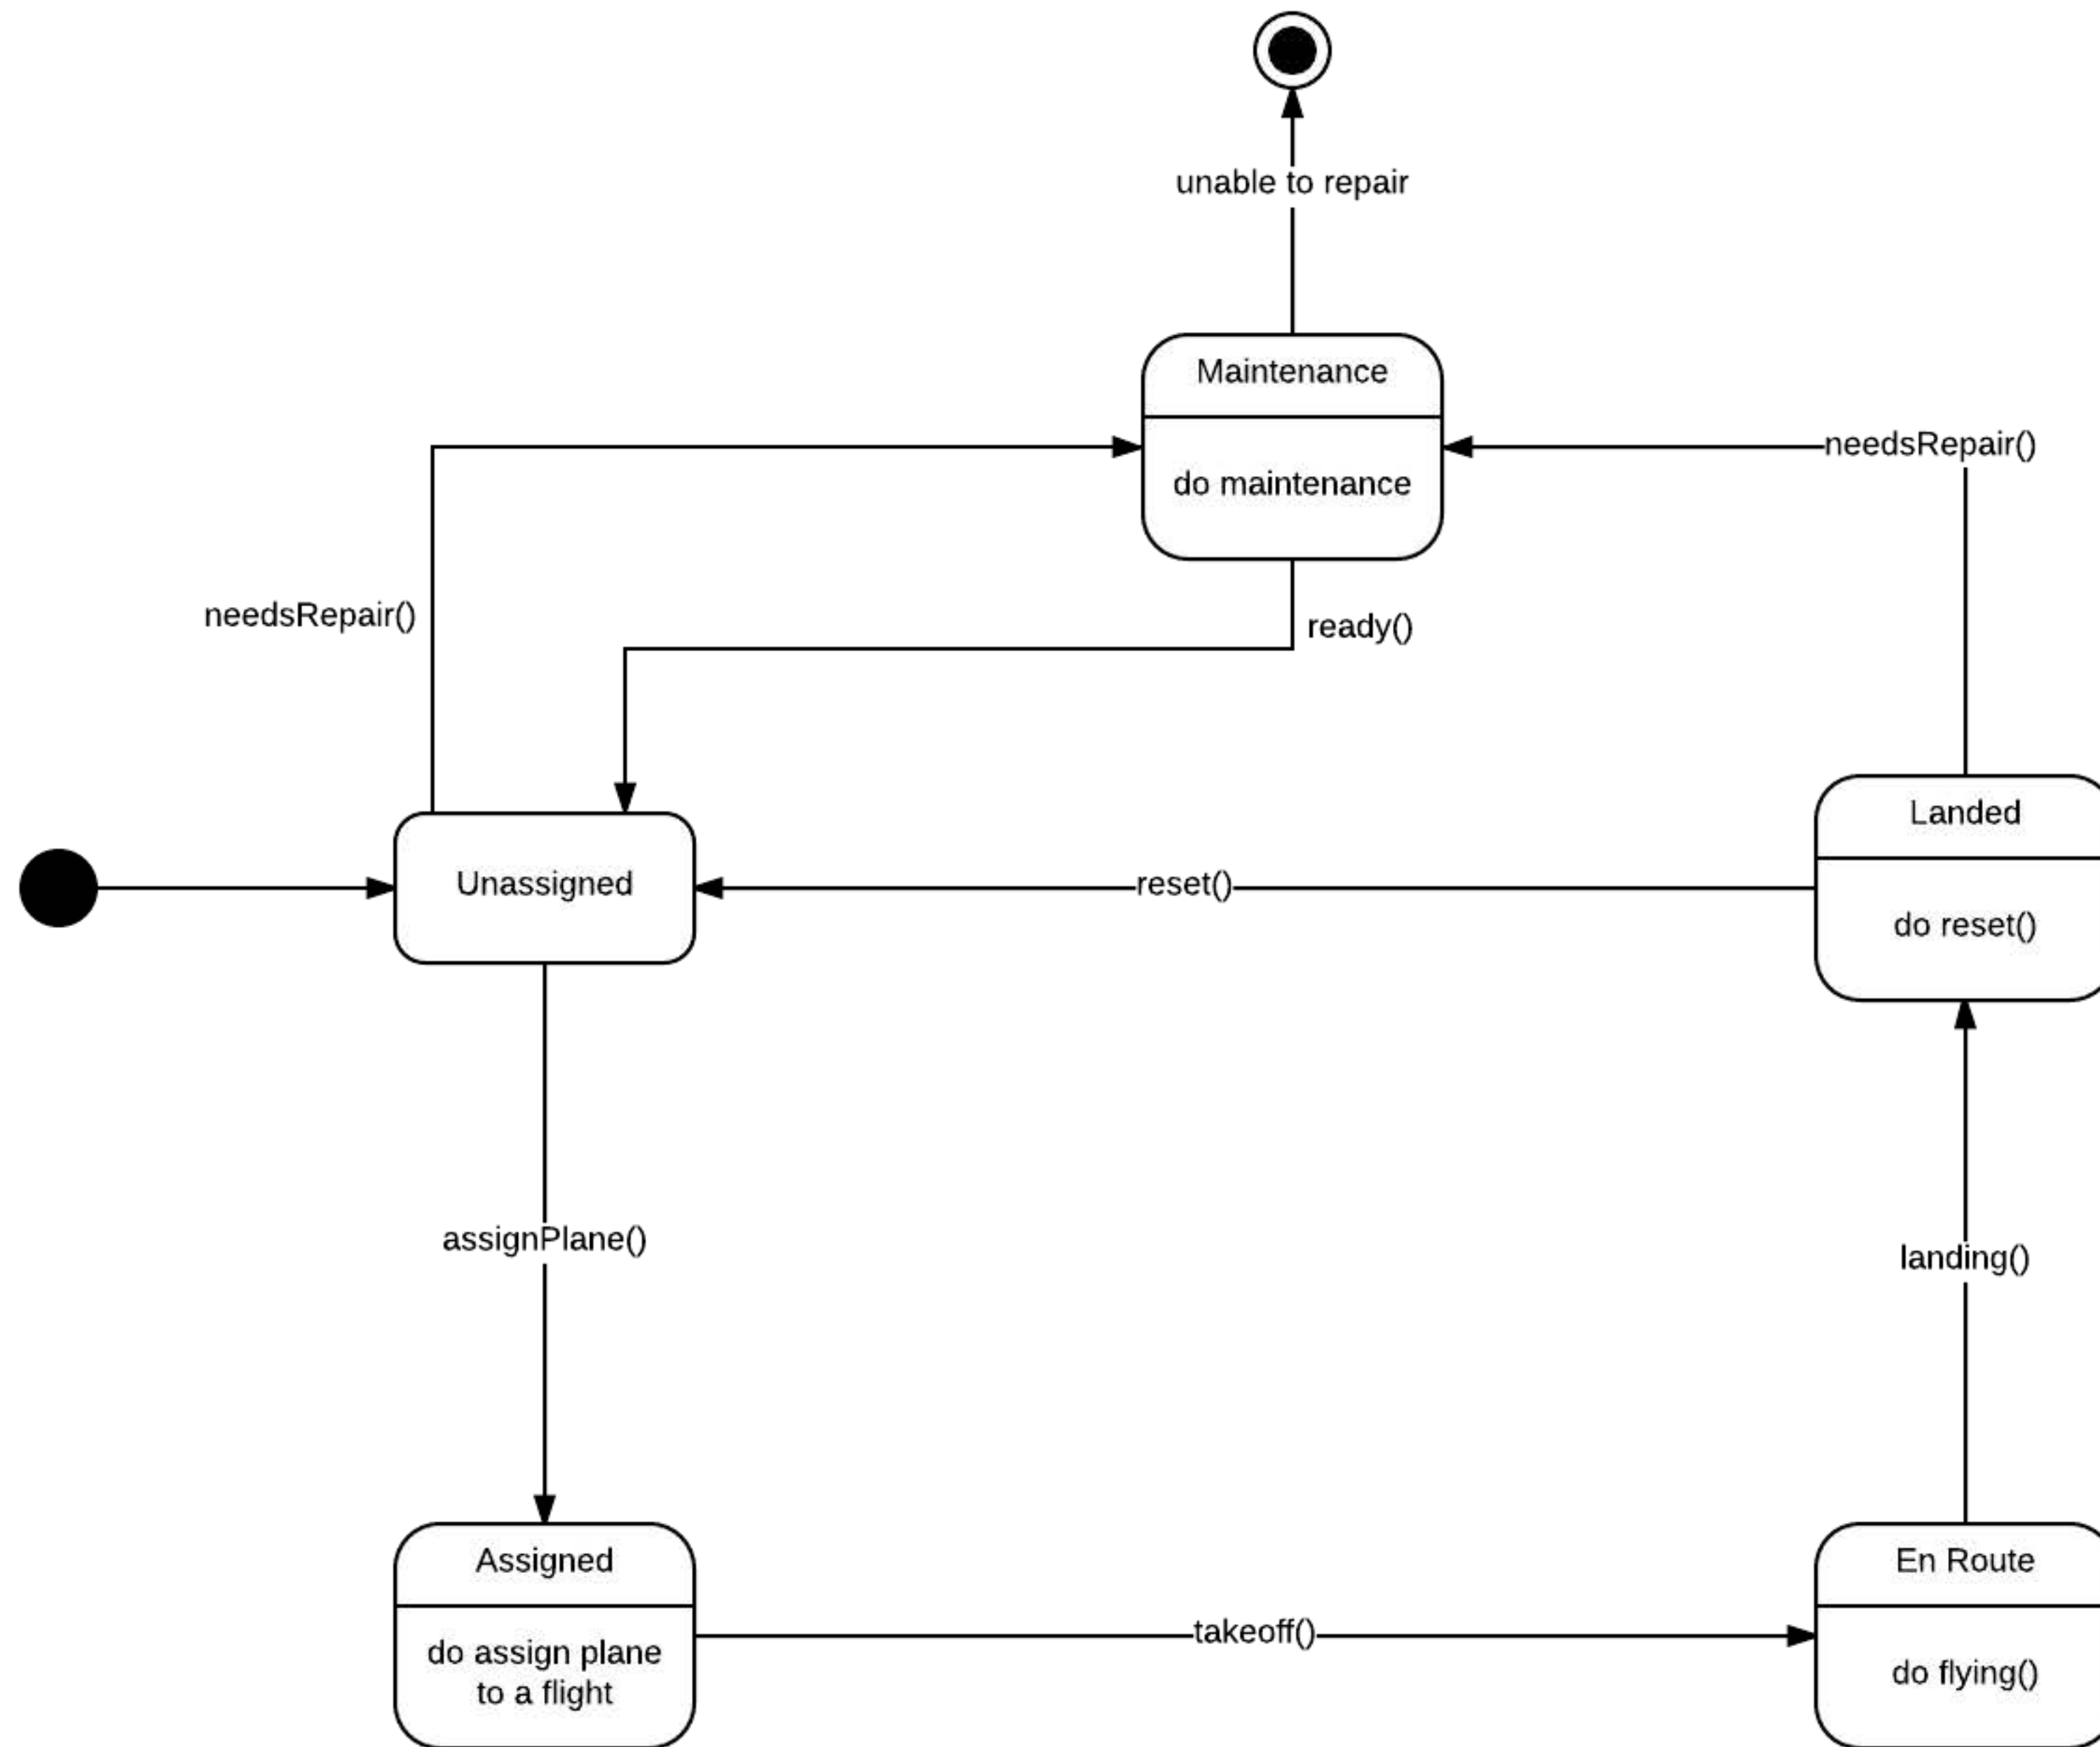 unable to repair
Maintenance
do maintenance
needsRepair()
needsRepair()
ready()
Landed
Unassigned
reset()
do reset()
assignPlane()
landing()
Assigned
En Route
do assign plane
to a flight
takeoff()
do flying()